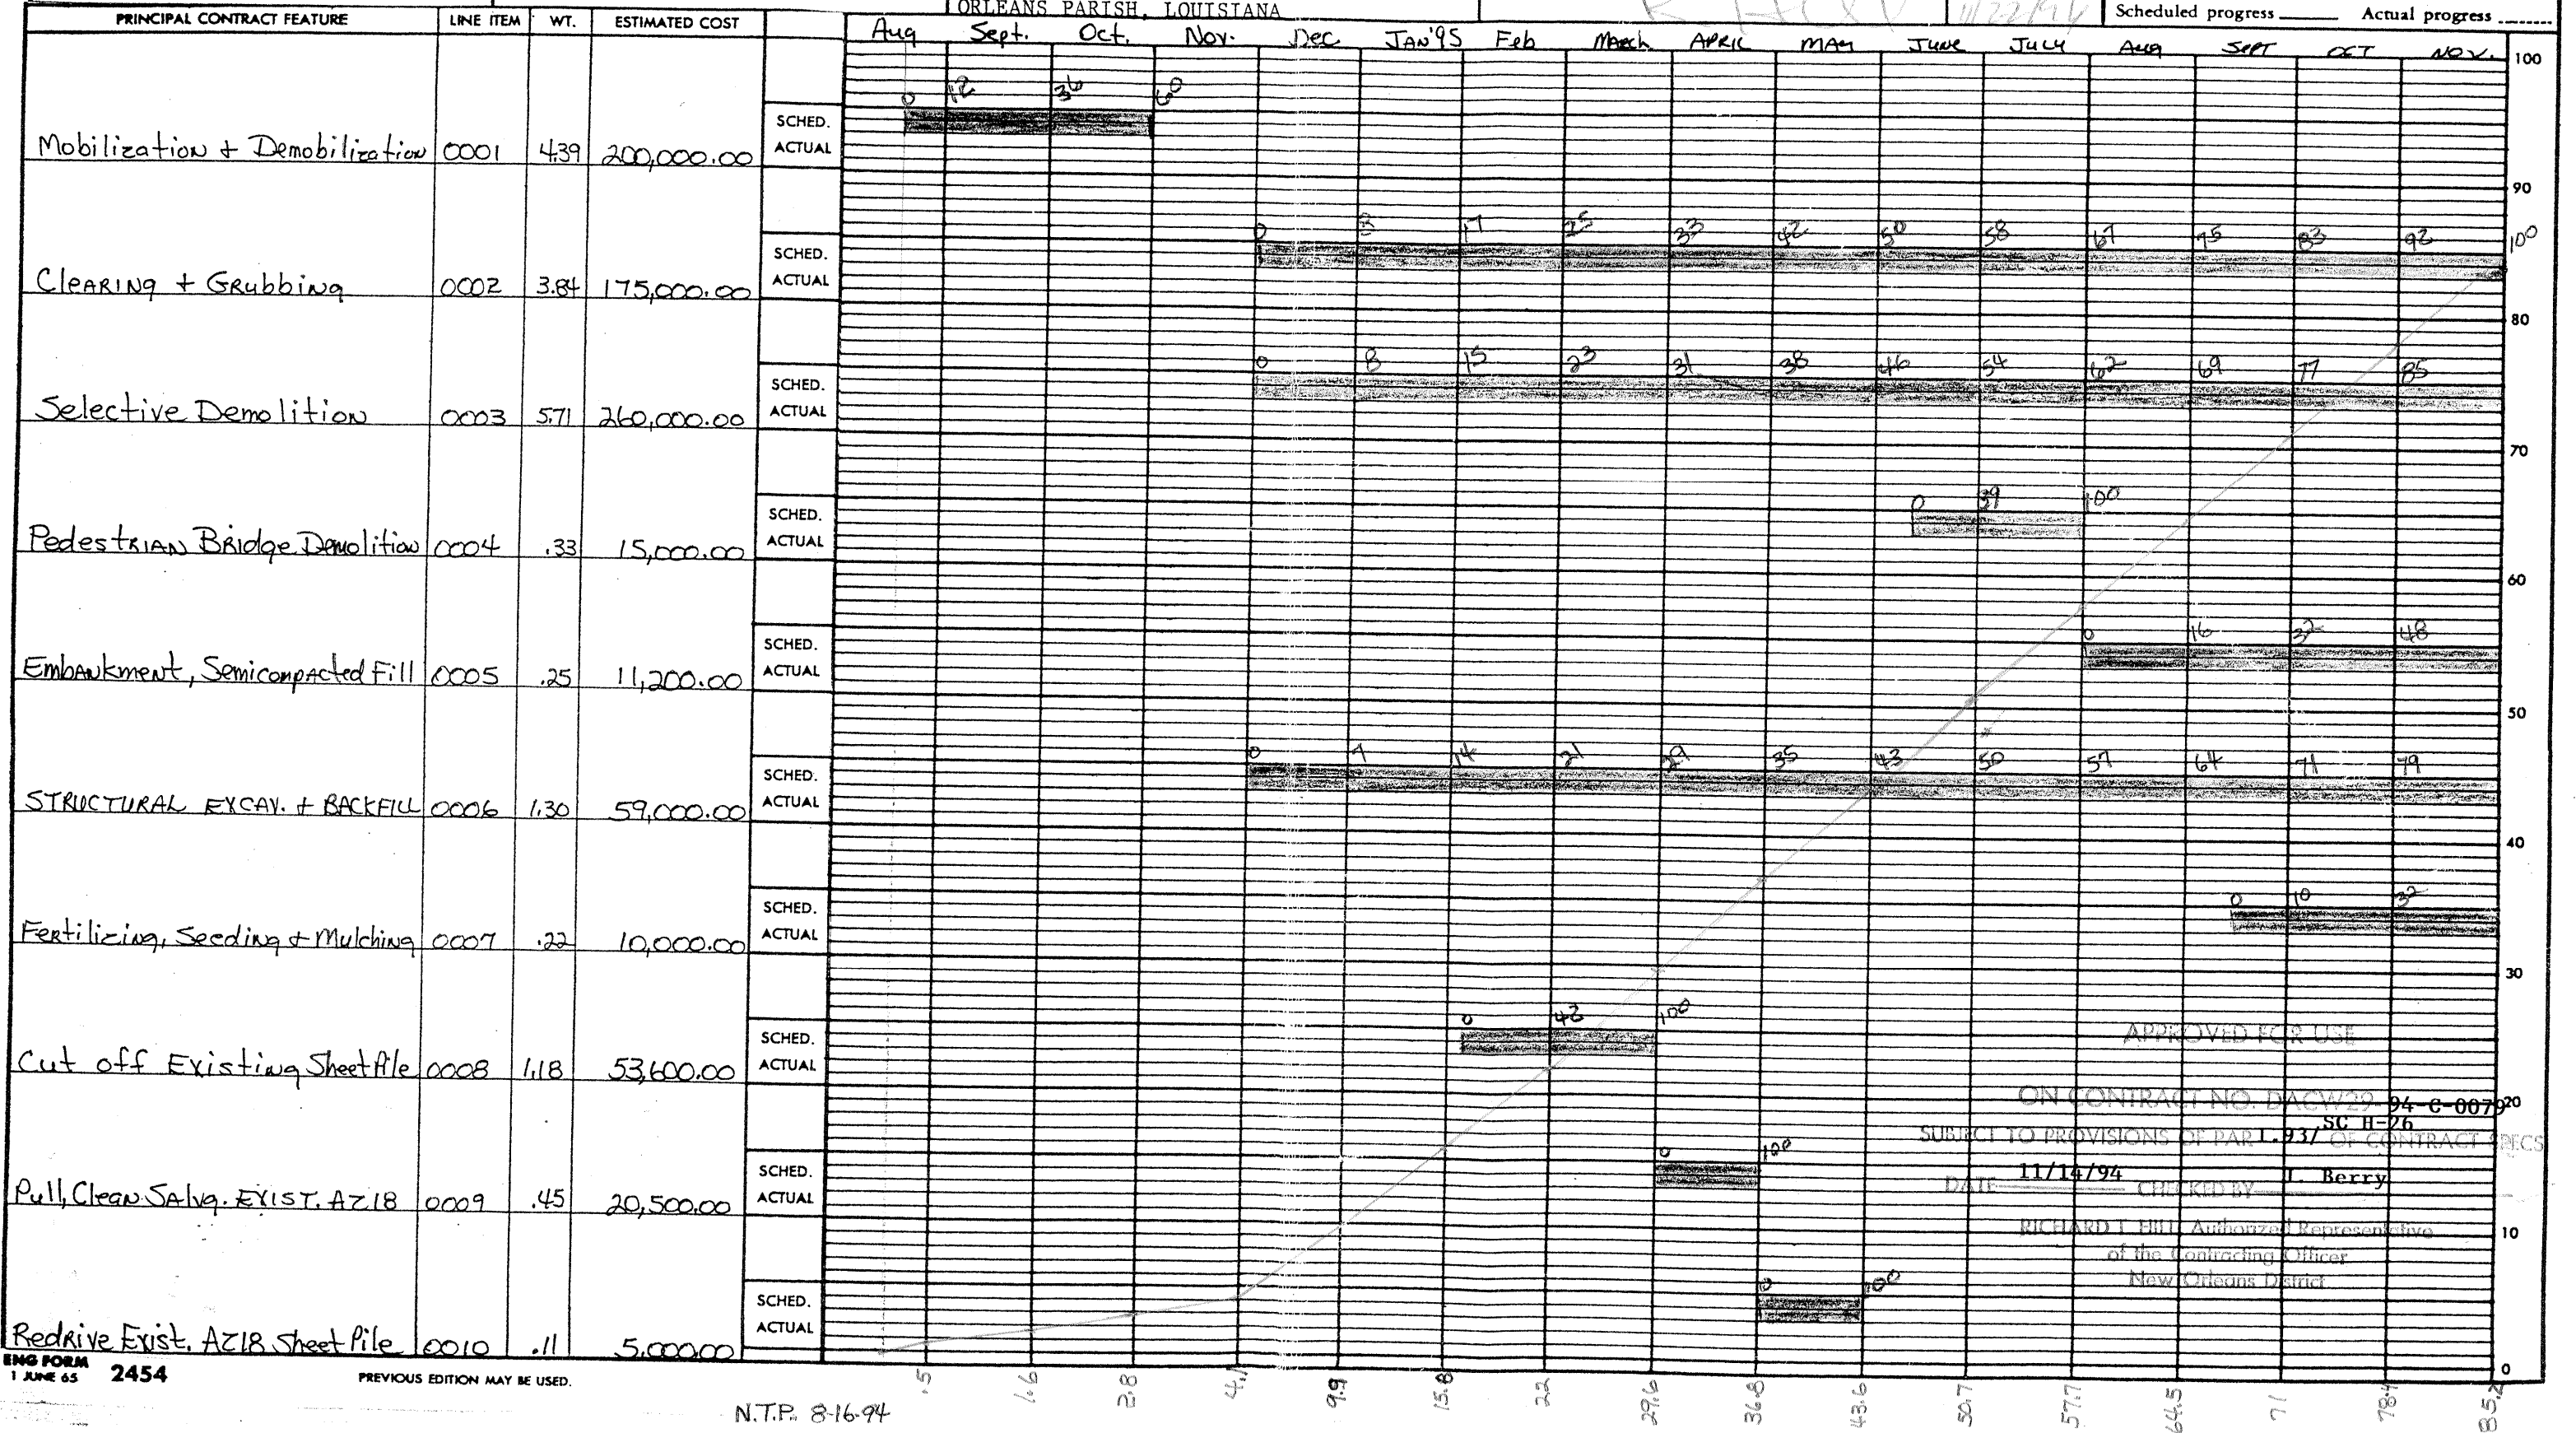 ORLEANS PARISH, LOUISIANA
11/22/94
Scheduled progress Actual progress
PRINCIPAL CONTRACT FEATURE LINE ITEM WT. ESTIMATED COST
Aug Sept. Oct. Nov. Dec JAN'95 Feb March APRIL MAY JUNE JULY Aug SEPT OCT NOV.
100
0 12 36 60
SCHED.
Mobilization + Demobilization 0001 4.39 200,000.00 ACTUAL
90
0 8 17 25 33 42 50 58 67 75 83 92 100
SCHED.
Clearing + Grubbing 0002 3.84 175,000.00 ACTUAL
80
0 8 15 23 31 38 46 54 62 69 77 85
SCHED.
Selective Demolition 0003 5.71 260,000.00 ACTUAL
70
0 39 100
SCHED.
Pedestrian Bridge Demolition 0004 .33 15,000.00 ACTUAL
60
0 16 32 48
SCHED.
Embankment, Semicompacted Fill 0005 .25 11,200.00 ACTUAL
50
0 7 14 21 29 35 43 50 57 64 71 79
SCHED.
STRUCTURAL EXCAV. + BACKFILL 0006 1.30 59,000.00 ACTUAL
40
0 10 32
SCHED.
Fertilizing, Seeding + Mulching 0007 .22 10,000.00 ACTUAL
30
0 42 100
SCHED.
Cut off Existing Sheet Pile 0008 1.18 53,600.00 ACTUAL
APPROVED FOR USE
ON CONTRACT NO. DACW29-94-C-0079
20
SC H-26
SUBJECT TO PROVISIONS OF PAR 1.93/ OF CONTRACT SPECS
0 100
SCHED.
Pull, Clean Salvg. EXIST. AZ18 0009 .45 20,500.00 ACTUAL
DATE 11/14/94 CHECKED BY L. Berry
RICHARD T. HILL Authorized Representative
of the Contracting Officer
New Orleans District
10
0 100
SCHED.
Redrive Exist. AZ18 Sheet Pile 0010 .11 5,000.00 ACTUAL
0
ENG FORM
1 JUNE 65 2454 PREVIOUS EDITION MAY BE USED.
.5 1.6 2.8 4.1 9.9 15.8 22 29.6 36.8 43.6 50.7 57.7 64.5 71 78.4 85.2
N.T.P. 8-16-94